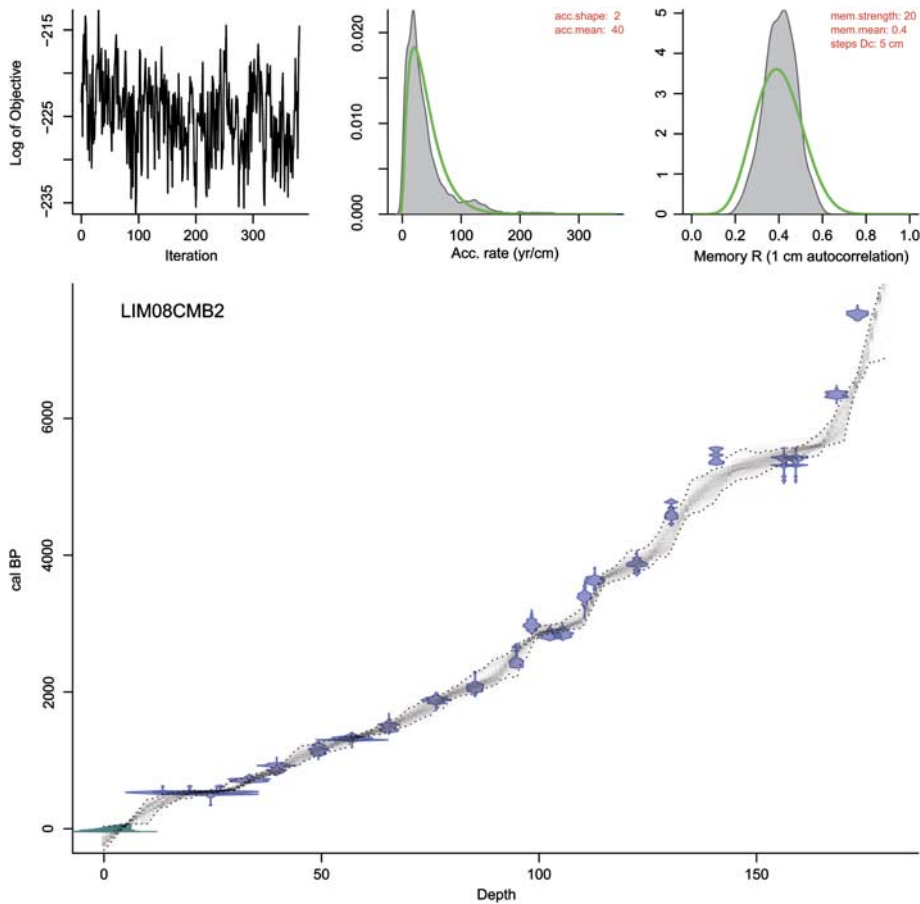 -215
-225
-235
Log of Objective
0 100 200 300
Iteration
0.020
0.010
0.000
acc.shape: 2
acc.mean: 40
0 100 200 300
Acc. rate (yr/cm)
5
4
3
2
1
0
mem.strength: 20
mem.mean: 0.4
steps Dc: 5 cm
0.0 0.2 0.4 0.6 0.8 1.0
Memory R (1 cm autocorrelation)
LIM08CMB2
6000
4000
2000
0
cal BP
0 50 100 150
Depth